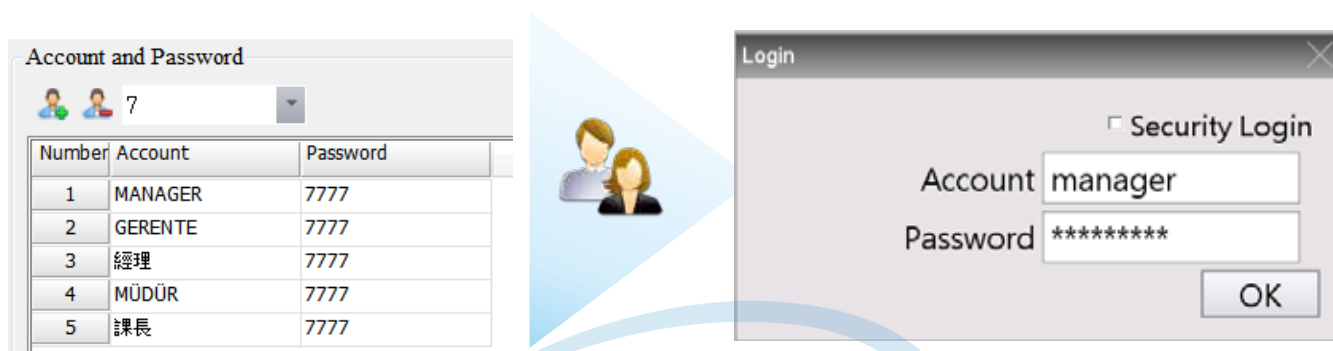 Account and Password
7
Number Account Password
1 MANAGER 7777
2 GERENTE 7777
3 經理 7777
4 MÜDÜR 7777
5 課長 7777
Login
Security Login
Account manager
Password *********
OK